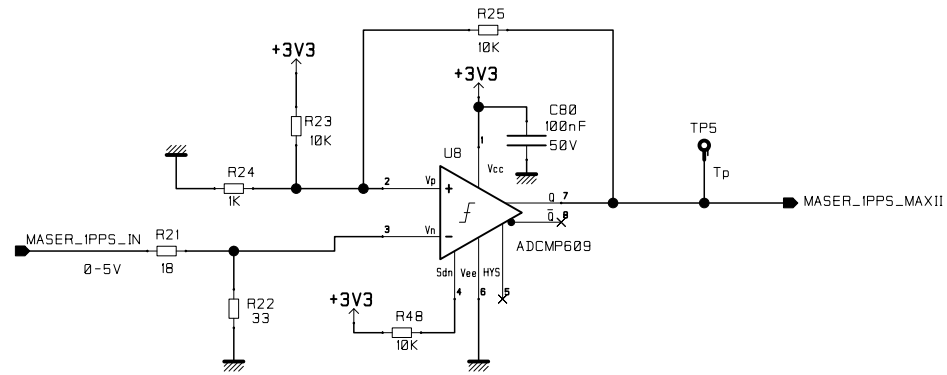 R25
10K
+3V3
+3V3
R23
10K
C80
100nF
50V
1
U8
Vcc
TP5
Tp
R24
1K
2
Vp
+
Q
7
MASER_1PPS_MAXII
Q
8
MASER_1PPS_IN
R21
3
Vn
-
ADCMP609
0-5V
18
Sdn
Vee
HYS
R22
33
+3V3
4
6
5
R48
10K